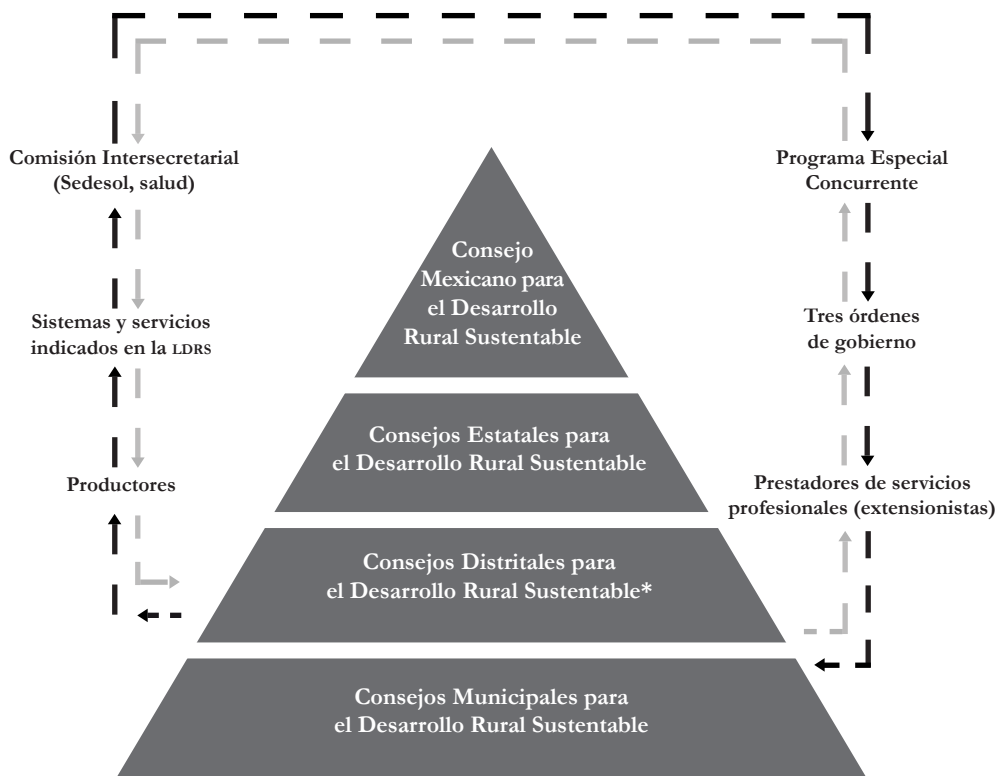 Comisión Intersecretarial
(Sedesol, salud)
Programa Especial
Concurrente
Consejo
Mexicano para
el Desarrollo
Rural Sustentable
Sistemas y servicios
indicados en la LDRS
Tres órdenes
de gobierno
Consejos Estatales para
el Desarrollo Rural Sustentable
Productores
Prestadores de servicios
profesionales (extensionistas)
Consejos Distritales para
el Desarrollo Rural Sustentable*
Consejos Municipales para
el Desarrollo Rural Sustentable